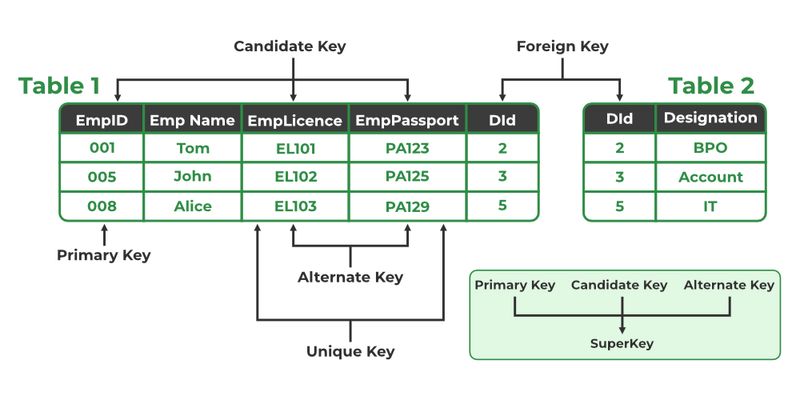 Candidate Key
Foreign Key
Table 1
Table 2
EmpID Emp Name EmpLicence EmpPassport DId
001 Tom EL101 PA123 2
005 John EL102 PA125 3
008 Alice EL103 PA129 5
DId Designation
2 BPO
3 Account
5 IT
Primary Key
Alternate Key
Unique Key
Primary Key Candidate Key Alternate Key
SuperKey